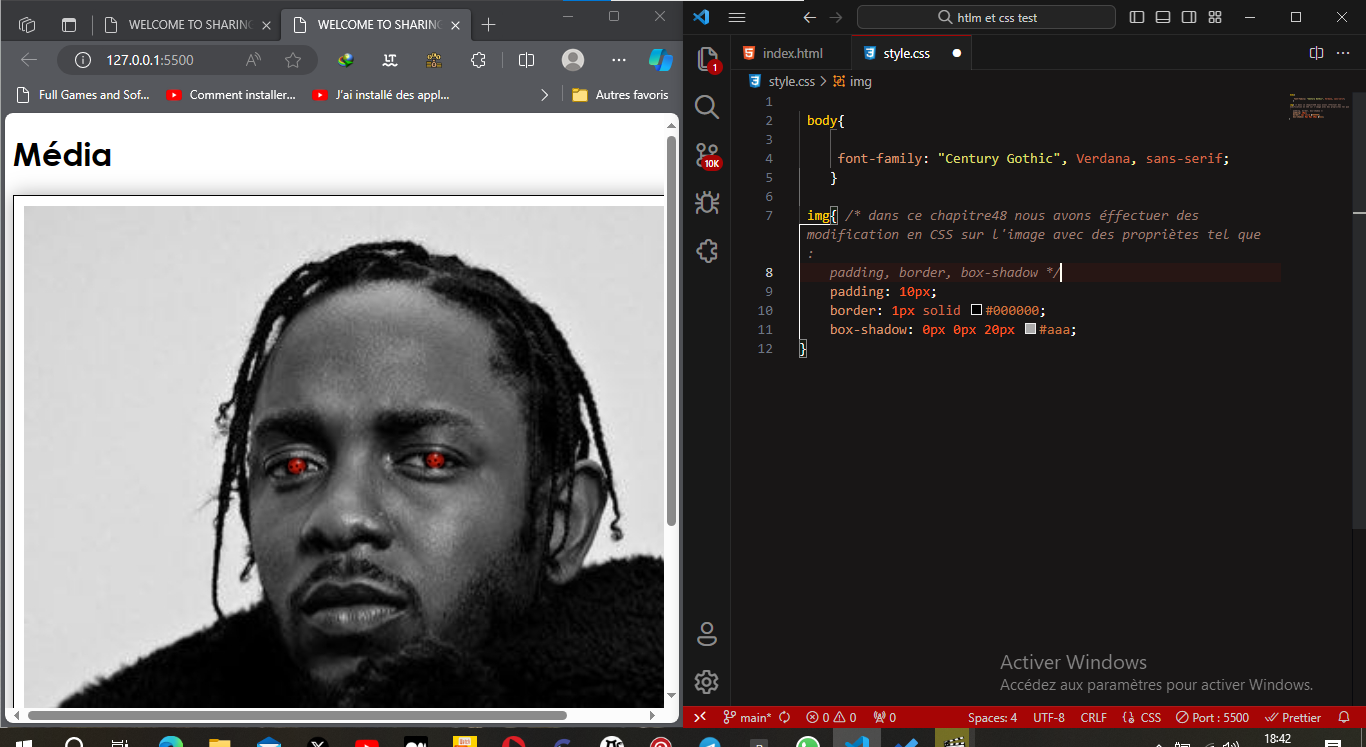 WELCOME TO SHARING
WELCOME TO SHARING
127.0.0.1:5500
Full Games and Sof...
Comment installer...
J'ai installé des appl...
Autres favoris
Média
htlm et css test
index.html
style.css
style.css > img
1
2 body{
3
4 font-family: "Century Gothic", Verdana, sans-serif;
5 }
6
7 img{ /* dans ce chapitre48 nous avons éffectuer des
modification en CSS sur l'image avec des propriètes tel que
:
8 padding, border, box-shadow */
9 padding: 10px;
10 border: 1px solid #000000;
11 box-shadow: 0px 0px 20px #aaa;
12 }
1
10K
Activer Windows
Accédez aux paramètres pour activer Windows.
main* 0 0 0 Spaces: 4 UTF-8 CRLF CSS Port : 5500 Prettier
18:42